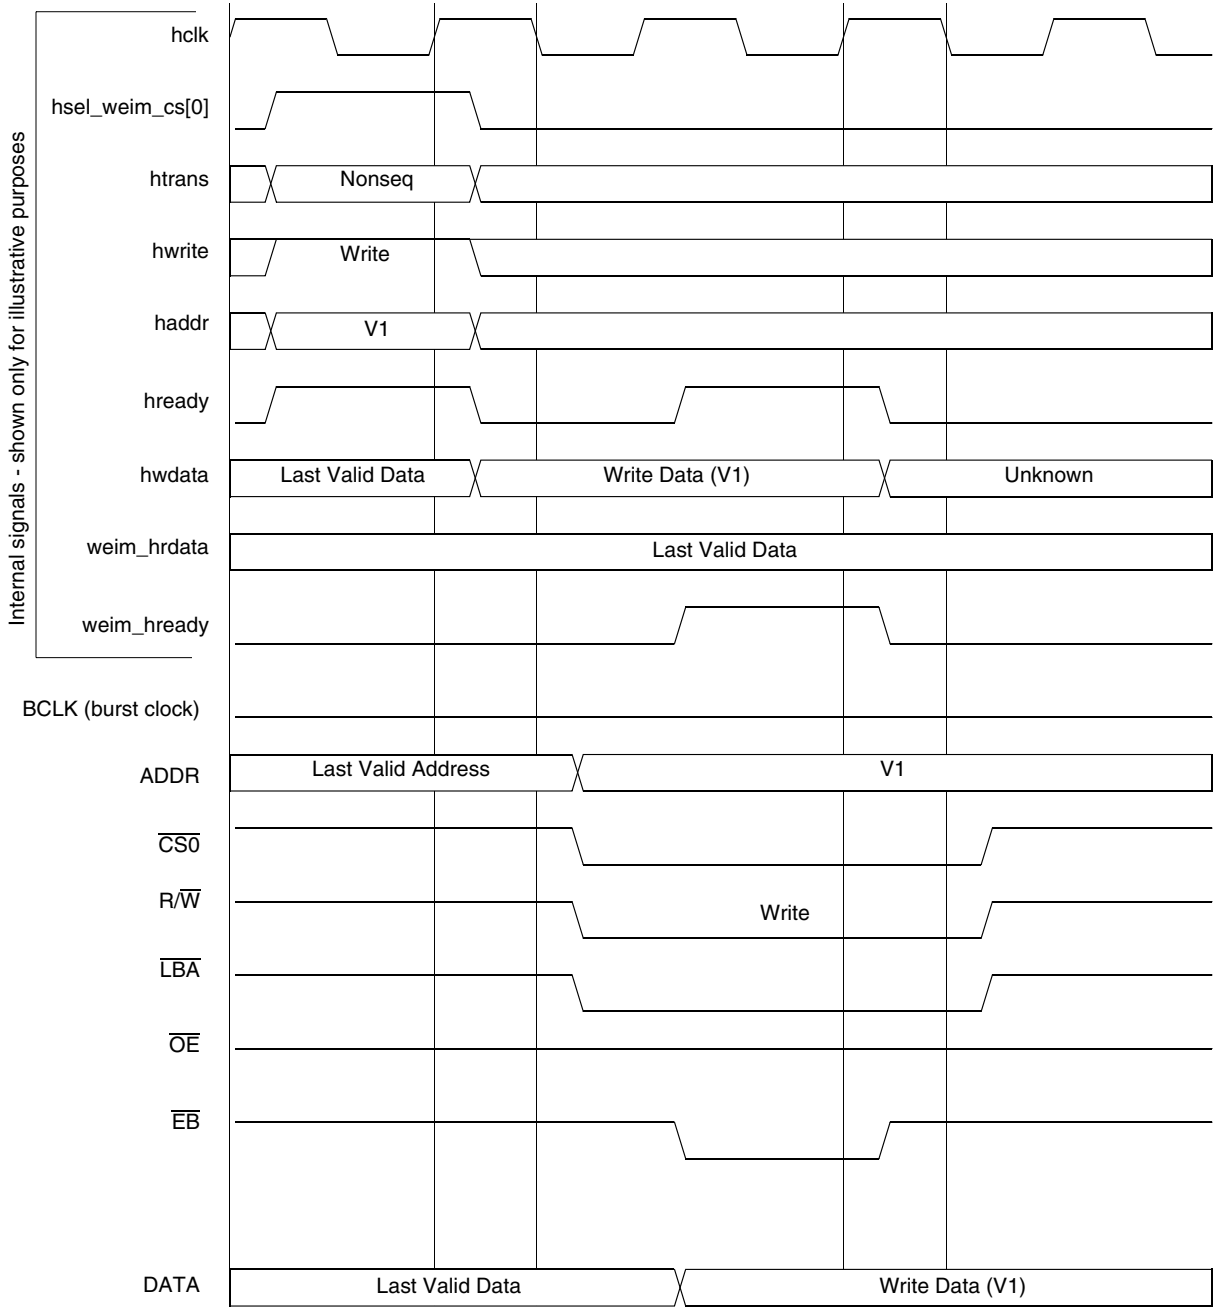 Internal signals - shown only for illustrative purposes
hclk
hsel_weim_cs[0]
htrans
Nonseq
hwrite
Write
haddr
V1
hready
hwdata
Last Valid Data
Write Data (V1)
Unknown
weim_hrdata
Last Valid Data
weim_hready
BCLK (burst clock)
ADDR
Last Valid Address
V1
CS0
R/W
Write
LBA
OE
EB
DATA
Last Valid Data
Write Data (V1)